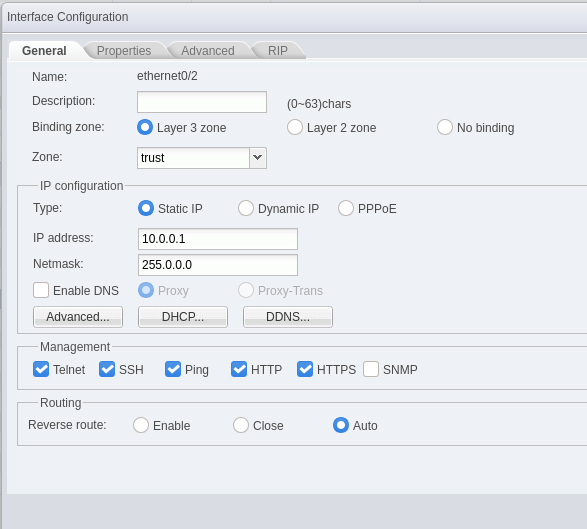 Interface Configuration
General Properties Advanced RIP
Name: ethernet0/2
Description: (0~63)chars
Binding zone: Layer 3 zone Layer 2 zone No binding
Zone: trust
IP configuration
Type: Static IP Dynamic IP PPPoE
IP address: 10.0.0.1
Netmask: 255.0.0.0
Enable DNS Proxy Proxy-Trans
Advanced... DHCP... DDNS...
Management
Telnet SSH Ping HTTP HTTPS SNMP
Routing
Reverse route: Enable Close Auto